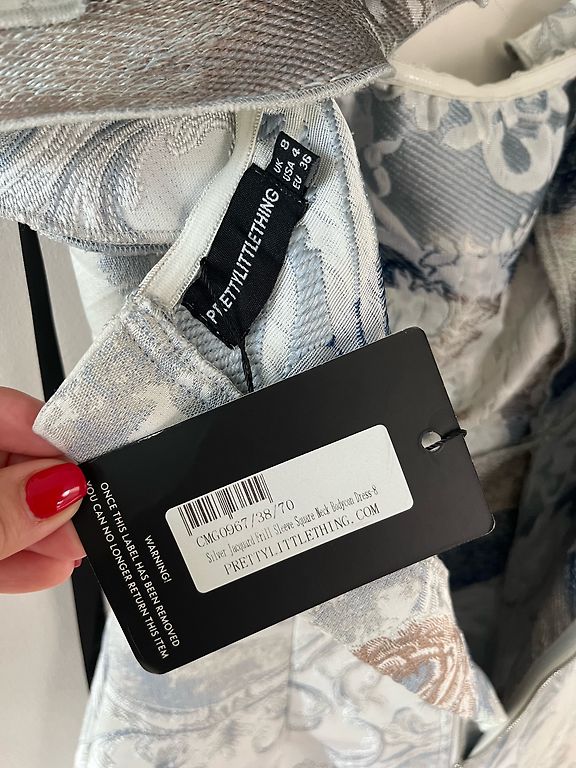 UK 8
USA 4
EU 36
PRETTYLITTLETHING
CMG0967/38/70
Silver Jacquard Frill Sleeve Square Neck Bodycon Dress-8
PRETTYLITTLETHING. COM
WARNING!
ONCE THIS LABEL HAS BEEN REMOVED
YOU CAN NO LONGER RETURN THIS ITEM